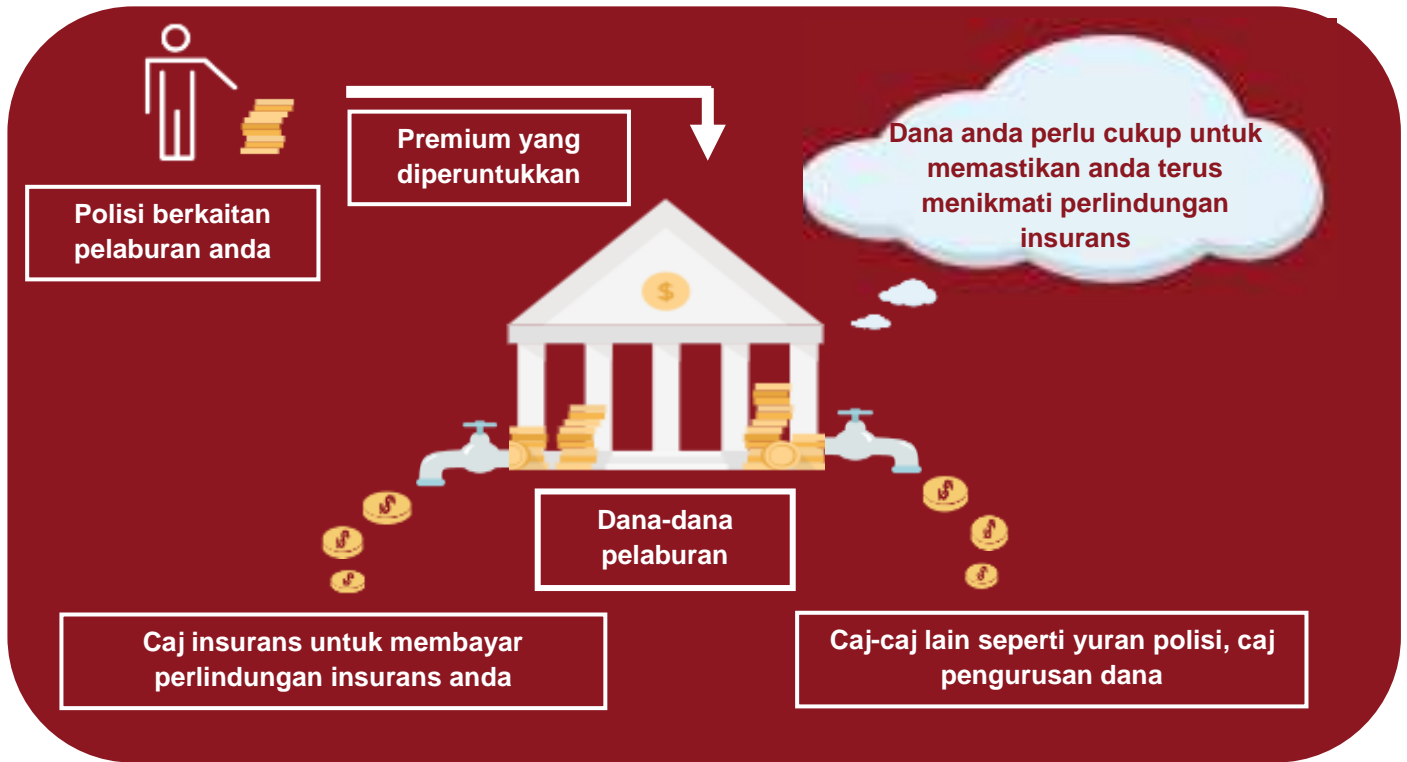 Premium yang
diperuntukkan
Dana anda perlu cukup untuk
memastikan anda terus
menikmati perlindungan
insurans
Polisi berkaitan
pelaburan anda
$
Dana-dana
pelaburan
$
$
$
$
$
$
Caj insurans untuk membayar
perlindungan insurans anda
Caj-caj lain seperti yuran polisi, caj
pengurusan dana